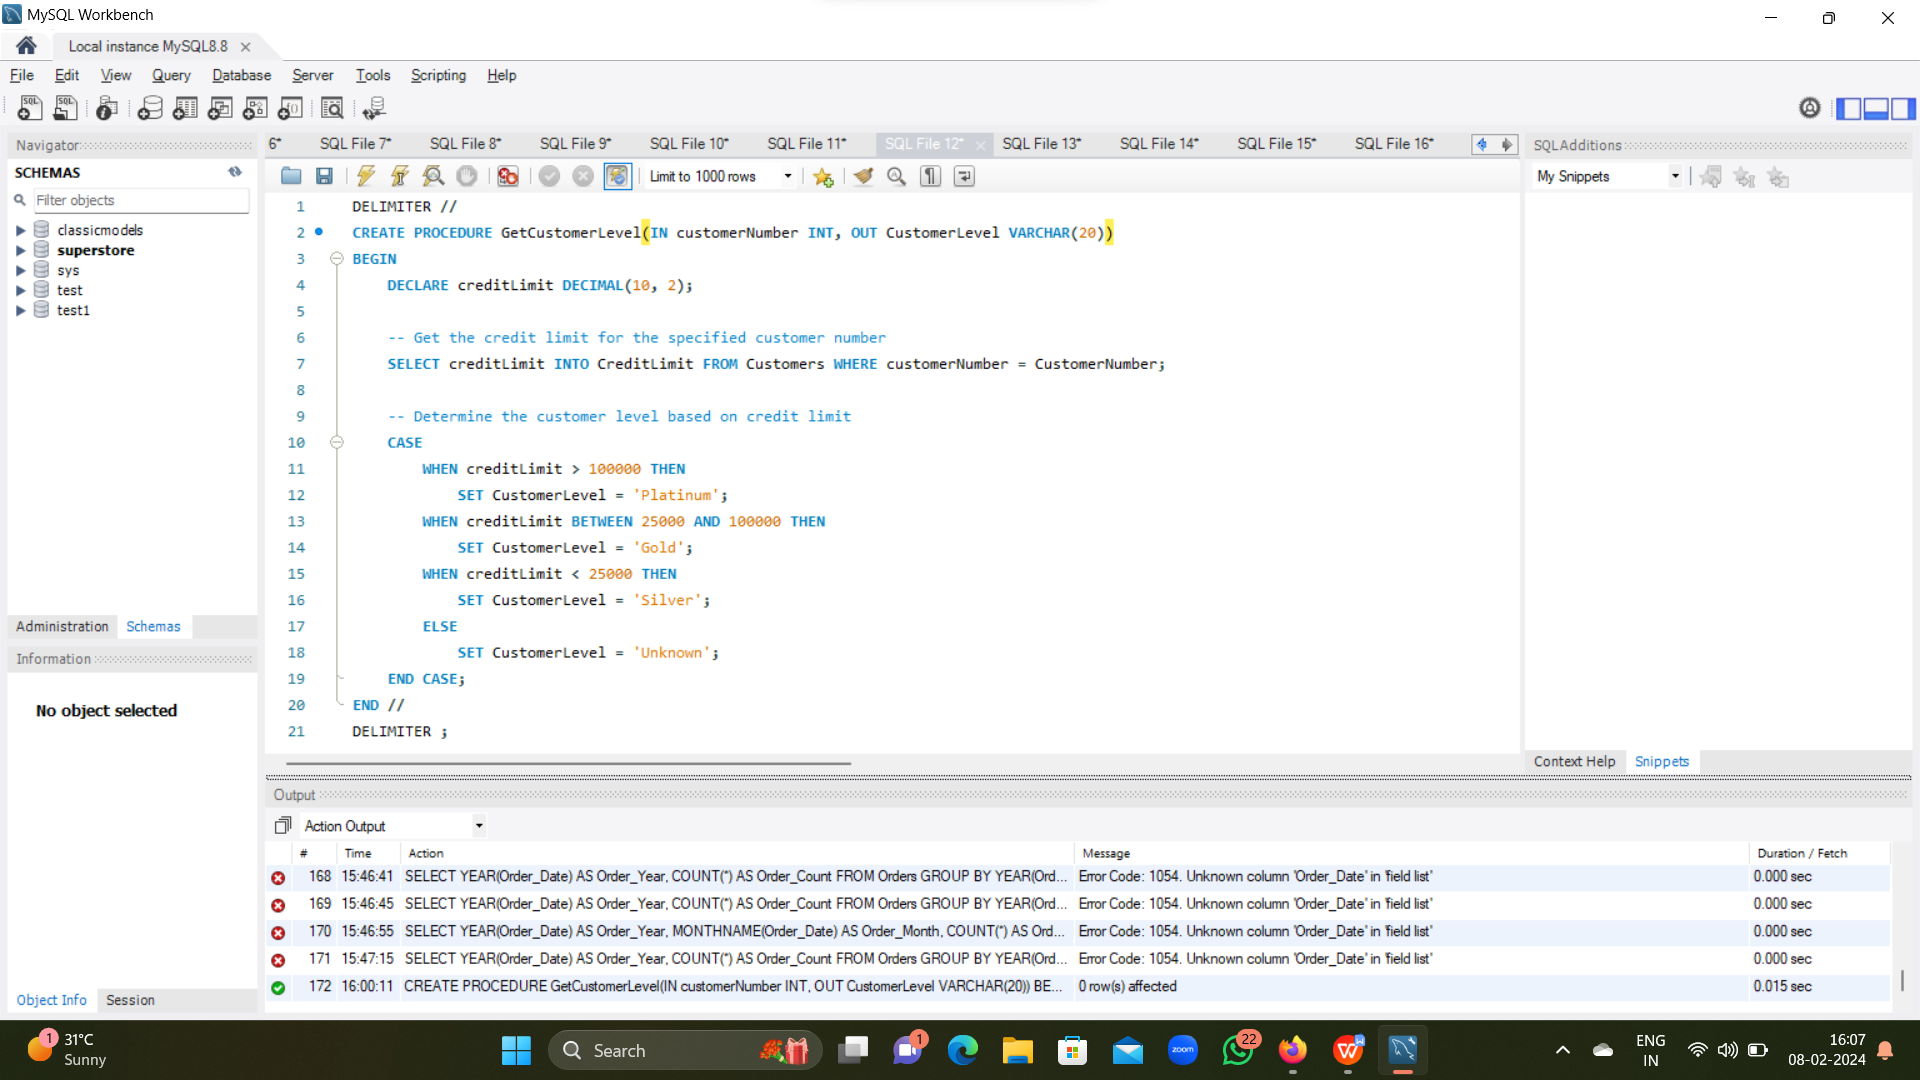 MySQL Workbench
Local instance MySQL8.8
File Edit View Query Database Server Tools Scripting Help
Navigator
6* SQL File 7* SQL File 8* SQL File 9* SQL File 10* SQL File 11* SQL File 12* SQL File 13* SQL File 14* SQL File 15* SQL File 16*
SQLAdditions
SCHEMAS
Limit to 1000 rows
My Snippets
Filter objects
classicmodels
superstore
sys
test
test1
1 DELIMITER //
2 CREATE PROCEDURE GetCustomerLevel(IN customerNumber INT, OUT CustomerLevel VARCHAR(20))
3 BEGIN
4 DECLARE creditLimit DECIMAL(10, 2);
5
6 -- Get the credit limit for the specified customer number
7 SELECT creditLimit INTO CreditLimit FROM Customers WHERE customerNumber = CustomerNumber;
8
9 -- Determine the customer level based on credit limit
10 CASE
11 WHEN creditLimit > 100000 THEN
12 SET CustomerLevel = 'Platinum';
13 WHEN creditLimit BETWEEN 25000 AND 100000 THEN
14 SET CustomerLevel = 'Gold';
15 WHEN creditLimit < 25000 THEN
16 SET CustomerLevel = 'Silver';
17 ELSE
18 SET CustomerLevel = 'Unknown';
19 END CASE;
20 END //
21 DELIMITER ;
Administration Schemas
Information
No object selected
Object Info Session
Context Help Snippets
Output
Action Output
# Time Action Message Duration / Fetch
168 15:46:41 SELECT YEAR(Order_Date) AS Order_Year, COUNT(*) AS Order_Count FROM Orders GROUP BY YEAR(Ord... Error Code: 1054. Unknown column 'Order_Date' in 'field list' 0.000 sec
169 15:46:45 SELECT YEAR(Order_Date) AS Order_Year, COUNT(*) AS Order_Count FROM Orders GROUP BY YEAR(Ord... Error Code: 1054. Unknown column 'Order_Date' in 'field list' 0.000 sec
170 15:46:55 SELECT YEAR(Order_Date) AS Order_Year, MONTHNAME(Order_Date) AS Order_Month, COUNT(*) AS Ord... Error Code: 1054. Unknown column 'Order_Date' in 'field list' 0.000 sec
171 15:47:15 SELECT YEAR(Order_Date) AS Order_Year, COUNT(*) AS Order_Count FROM Orders GROUP BY YEAR(Ord... Error Code: 1054. Unknown column 'Order_Date' in 'field list' 0.000 sec
172 16:00:11 CREATE PROCEDURE GetCustomerLevel(IN customerNumber INT, OUT CustomerLevel VARCHAR(20)) BE... 0 row(s) affected 0.015 sec
1
31°C
Sunny
Search
1
zoom
22
ENG
IN
16:07
08-02-2024